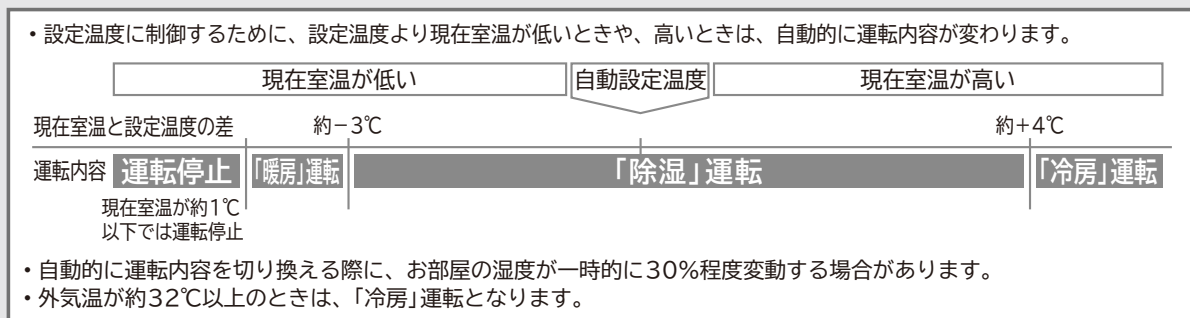 ・設定温度に制御するために、設定温度より現在室温が低いときや、高いときは、自動的に運転内容が変わります。
現在室温が低い 自動設定温度 現在室温が高い
現在室温と設定温度の差 約－3℃ 約＋4℃
運転内容 運転停止 「暖房」運転 「除湿」運転 「冷房」運転
現在室温が約1℃
以下では運転停止
・自動的に運転内容を切り換える際に、お部屋の湿度が一時的に30%程度変動する場合があります。
・外気温が約32℃以上のときは、「冷房」運転となります。